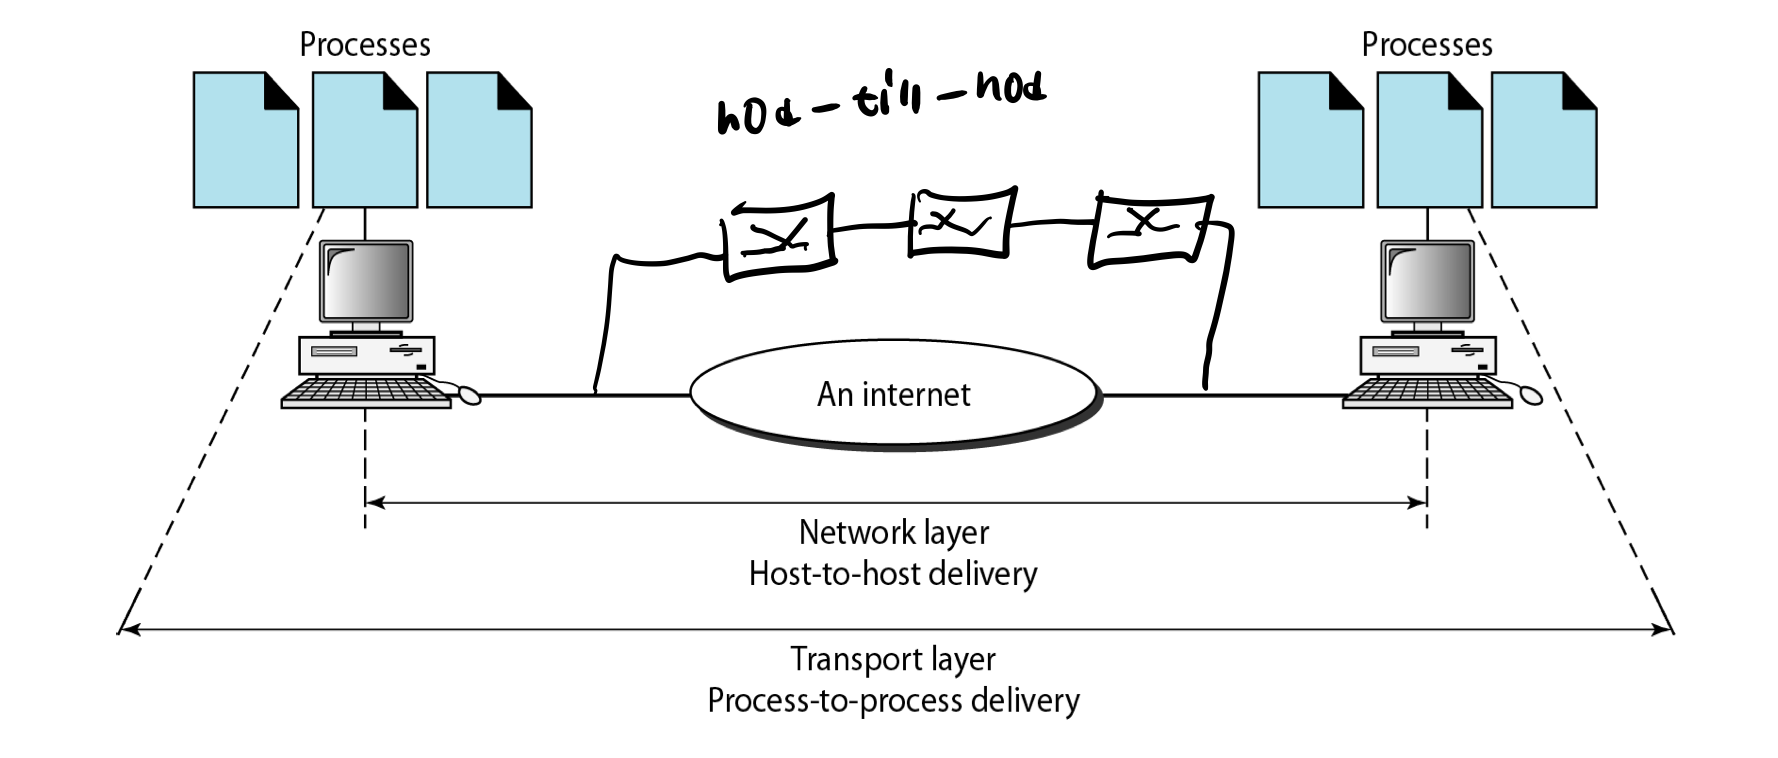 Processes
Processes
nod - till - nod
An internet
Network layer
Host-to-host delivery
Transport layer
Process-to-process delivery